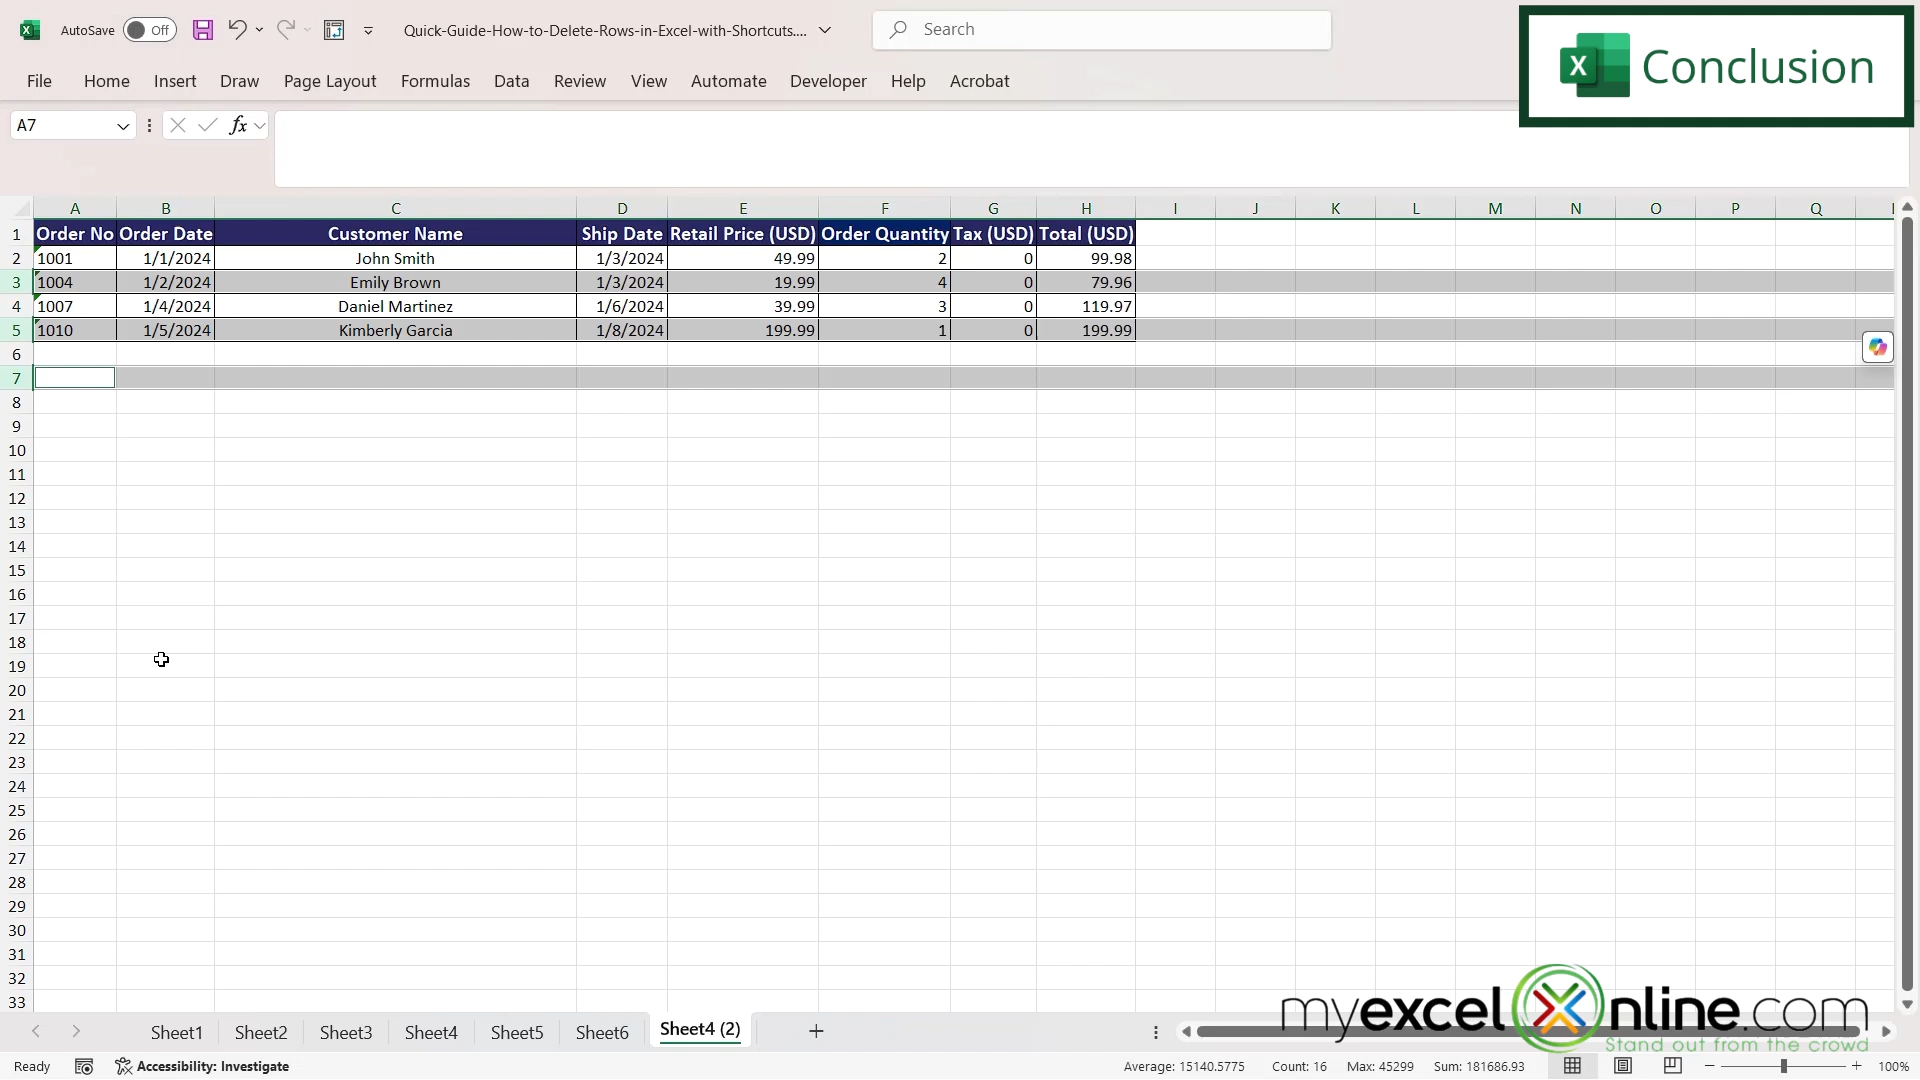 AutoSave Off Quick-Guide-How-to-Delete-Rows-in-Excel-with-Shortcuts.... Search
Conclusion
File Home Insert Draw Page Layout Formulas Data Review View Automate Developer Help Acrobat
A7 fx
A B C D E F G H I J K L M N O P Q
1 Order No Order Date Customer Name Ship Date Retail Price (USD) Order Quantity Tax (USD) Total (USD)
2 1001 1/1/2024 John Smith 1/3/2024 49.99 2 0 99.98
3 1004 1/2/2024 Emily Brown 1/3/2024 19.99 4 0 79.96
4 1007 1/4/2024 Daniel Martinez 1/6/2024 39.99 3 0 119.97
5 1010 1/5/2024 Kimberly Garcia 1/8/2024 199.99 1 0 199.99
6
7
8
9
10
11
12
13
14
15
16
17
18
19
20
21
22
23
24
25
26
27
28
29
30
31
32
33
myexcelonline.com
Stand out from the crowd
Sheet1 Sheet2 Sheet3 Sheet4 Sheet5 Sheet6 Sheet4 (2)
Ready Accessibility: Investigate Average: 15140.5775 Count: 16 Max: 45299 Sum: 181686.93 100%